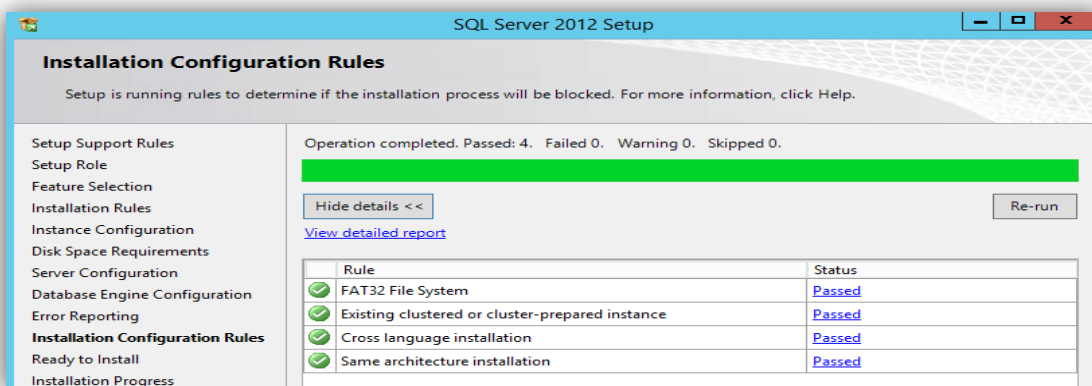 SQL Server 2012 Setup
Installation Configuration Rules
Setup is running rules to determine if the installation process will be blocked. For more information, click Help.
Setup Support Rules
Setup Role
Feature Selection
Installation Rules
Instance Configuration
Disk Space Requirements
Server Configuration
Database Engine Configuration
Error Reporting
Installation Configuration Rules
Ready to Install
Installation Progress
Operation completed. Passed: 4. Failed 0. Warning 0. Skipped 0.
Hide details <<
Re-run
View detailed report
Rule Status
FAT32 File System Passed
Existing clustered or cluster-prepared instance Passed
Cross language installation Passed
Same architecture installation Passed